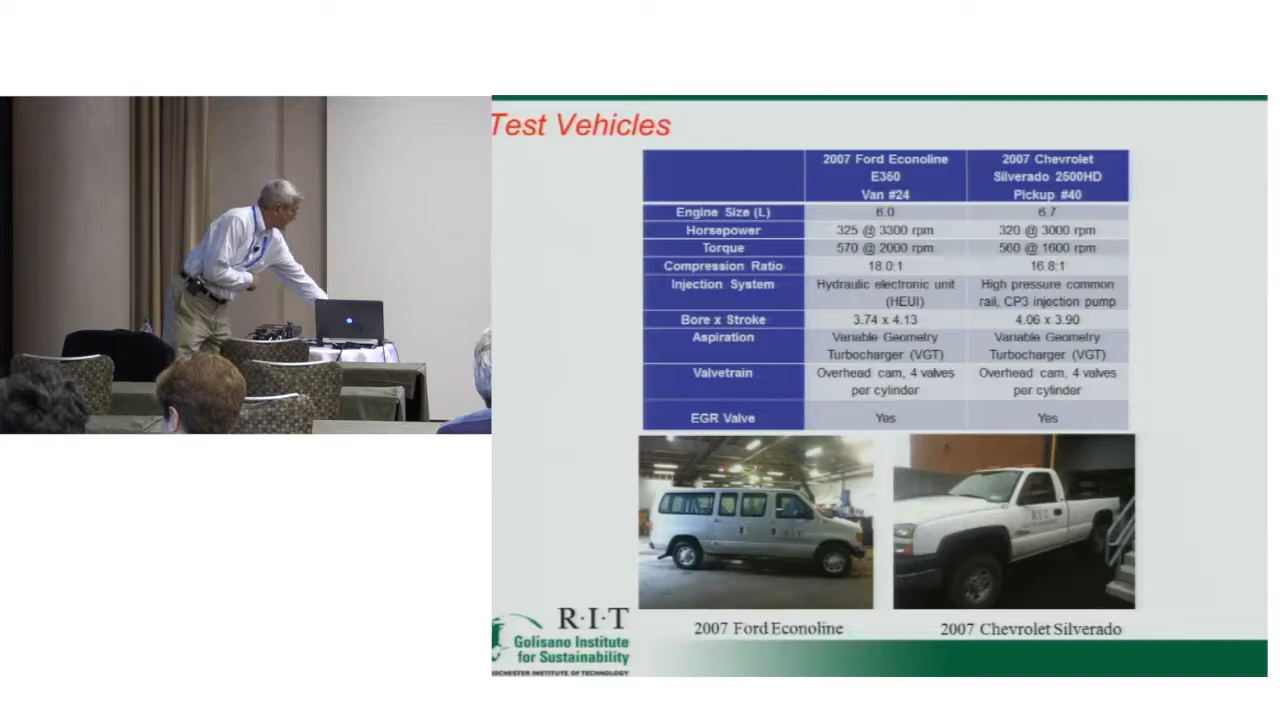 Test Vehicles
2007 Ford Econoline
E350
Van #24
2007 Chevrolet
Silverado 2500HD
Pickup #40
Engine Size (L) 6.0 6.7
Horsepower 325 @ 3300 rpm 320 @ 3000 rpm
Torque 570 @ 2000 rpm 560 @ 1600 rpm
Compression Ratio 18.0:1 16.8:1
Injection System Hydraulic electronic unit High pressure common
(HEUI) rail, CP3 injection pump
Bore x Stroke 3.74 x 4.13 4.06 x 3.90
Aspiration Variable Geometry Variable Geometry
Turbocharger (VGT) Turbocharger (VGT)
Valvetrain Overhead cam, 4 valves Overhead cam, 4 valves
per cylinder per cylinder
EGR Valve Yes Yes
R·I·T
2007 Ford Econoline 2007 Chevrolet Silverado
R·I·T
Golisano Institute
for Sustainability
OCHESTER INSTITUTE OF TECHNOLOGY